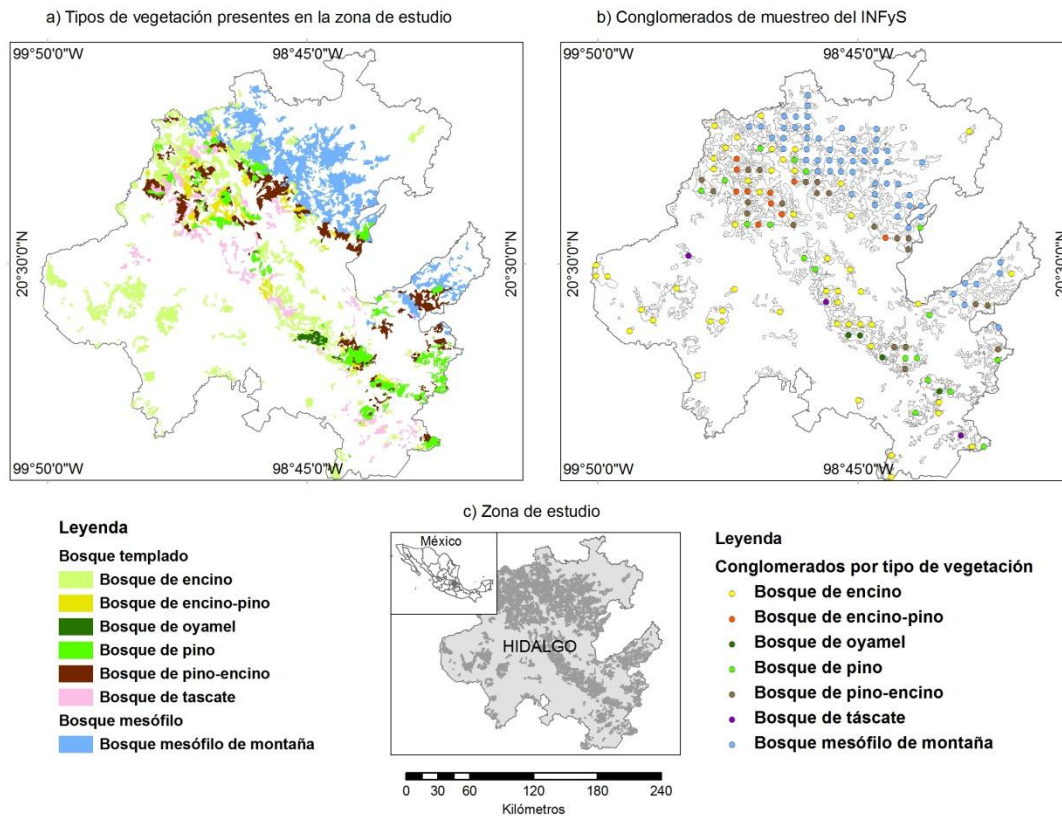 a) Tipos de vegetación presentes en la zona de estudio
99°50'0"W
98°45'0"W
20°30'0"N
20°30'0"N
99°50'0"W
98°45'0"W
b) Conglomerados de muestreo del INFyS
99°50'0"W
98°45'0"W
20°30'0"N
20°30'0"N
99°50'0"W
98°45'0"W
Leyenda
Bosque templado
Bosque de encino
Bosque de encino-pino
Bosque de oyamel
Bosque de pino
Bosque de pino-encino
Bosque de tascate
Bosque mesófilo
Bosque mesófilo de montaña
c) Zona de estudio
México
HIDALGO
0 30 60 120 180 240
Kilómetros
Leyenda
Conglomerados por tipo de vegetación
Bosque de encino
Bosque de encino-pino
Bosque de oyamel
Bosque de pino
Bosque de pino-encino
Bosque de táscate
Bosque mesófilo de montaña